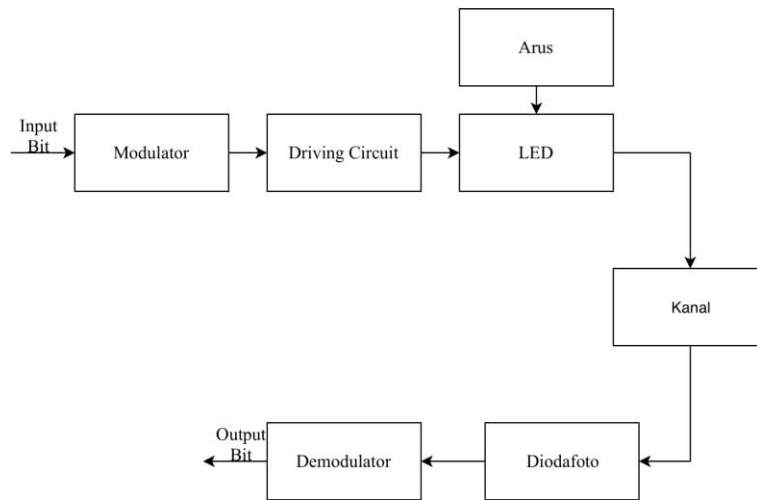 Arus
Input
Bit
Modulator
Driving Circuit
LED
Kanal
Output
Bit
Demodulator
Diodafoto